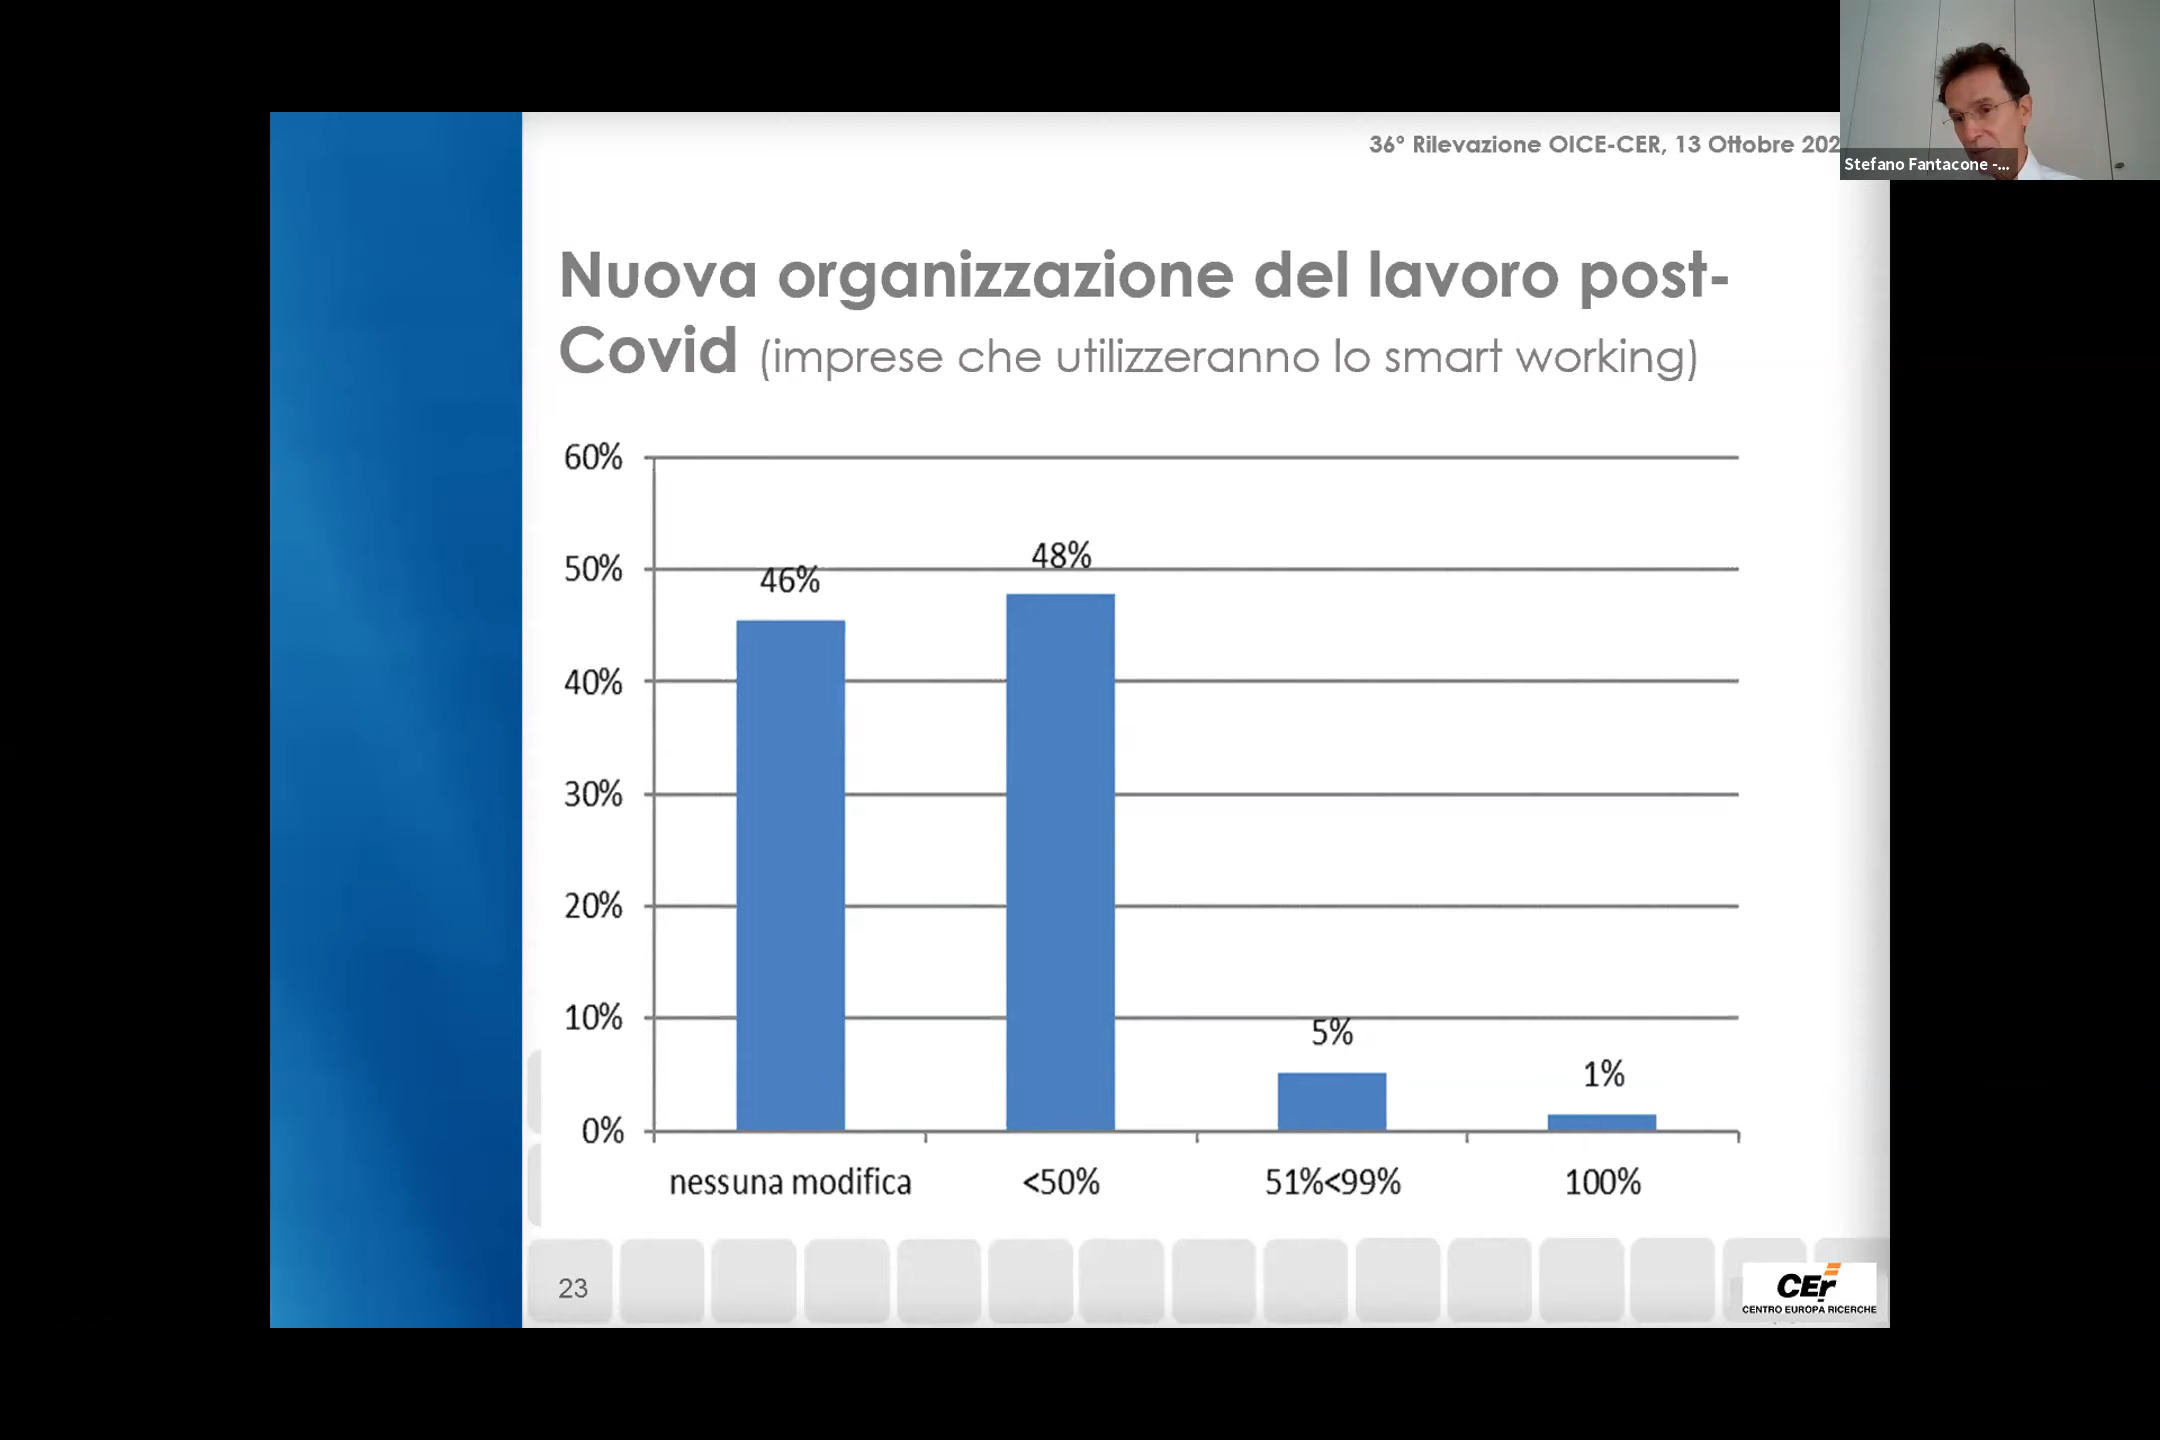 36° Rilevazione OICE-CER, 13 Ottobre 202
Stefano Fantacone -...
Nuova organizzazione del lavoro post-
Covid (imprese che utilizzeranno lo smart working)
60%
50%
40%
30%
20%
10%
0%
46%
48%
5%
1%
nessuna modifica
<50%
51%<99%
100%
23
CEr
CENTRO EUROPA RICERCHE